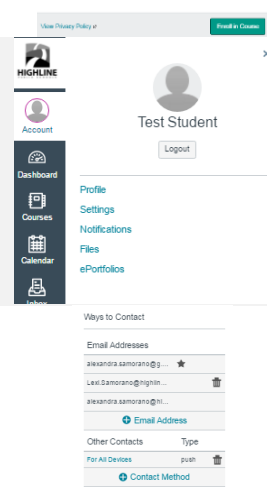 View Privacy Policy
Enroll in Course
HIGHLINE
Account
Test Student
Logout
Dashboard
Profile
Settings
Courses
Notifications
Files
Calendar
ePortfolios
Inbox
Ways to Contact
Email Addresses
alexandra.samorano@g...
Lexi.Samorano@highlin...
alexandra.samorano@hi...
Email Address
Other Contacts Type
For All Devices push
Contact Method